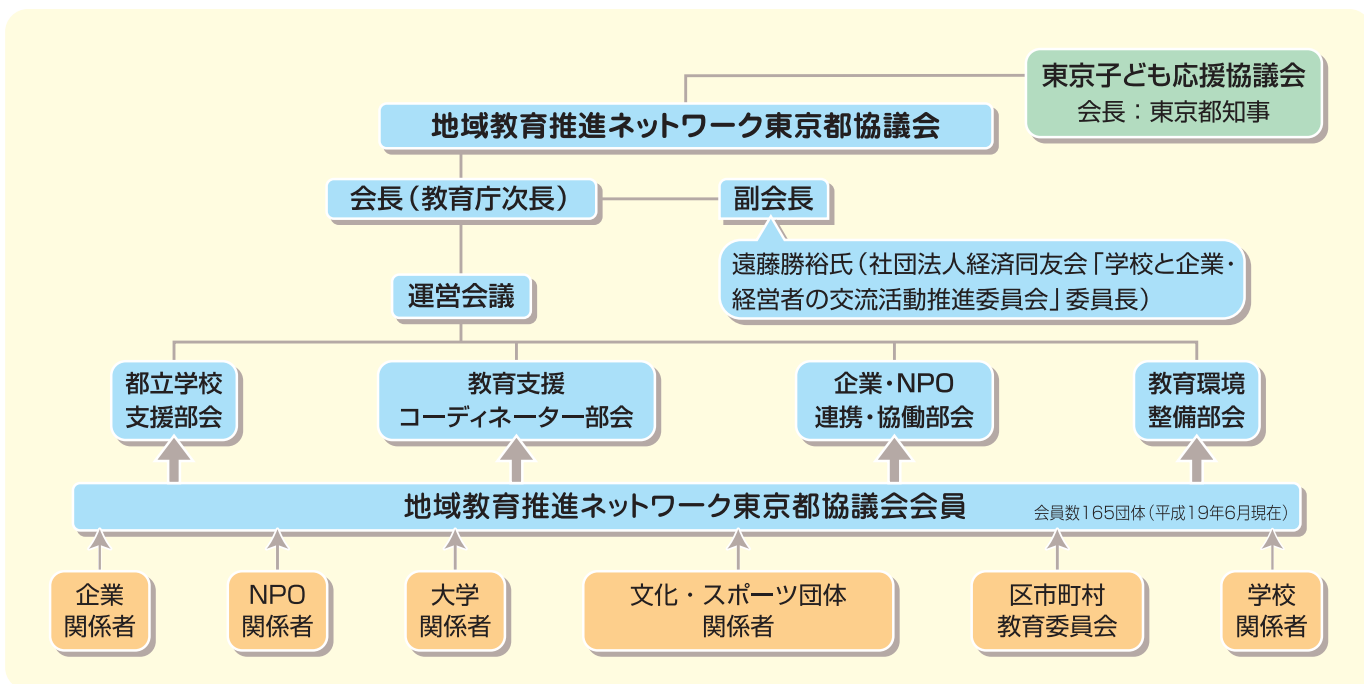 東京子ども応援協議会
会長：東京都知事
地域教育推進ネットワーク東京都協議会
会長（教育庁次長）
副会長
遠藤勝裕氏（社団法人経済同友会「学校と企業・
経営者の交流活動推進委員会」委員長）
運営会議
都立学校
支援部会
教育支援
コーディネーター部会
企業・NPO
連携・協働部会
教育環境
整備部会
地域教育推進ネットワーク東京都協議会会員
会員数165団体（平成19年6月現在）
企業
関係者
NPO
関係者
大学
関係者
文化・スポーツ団体
関係者
区市町村
教育委員会
学校
関係者